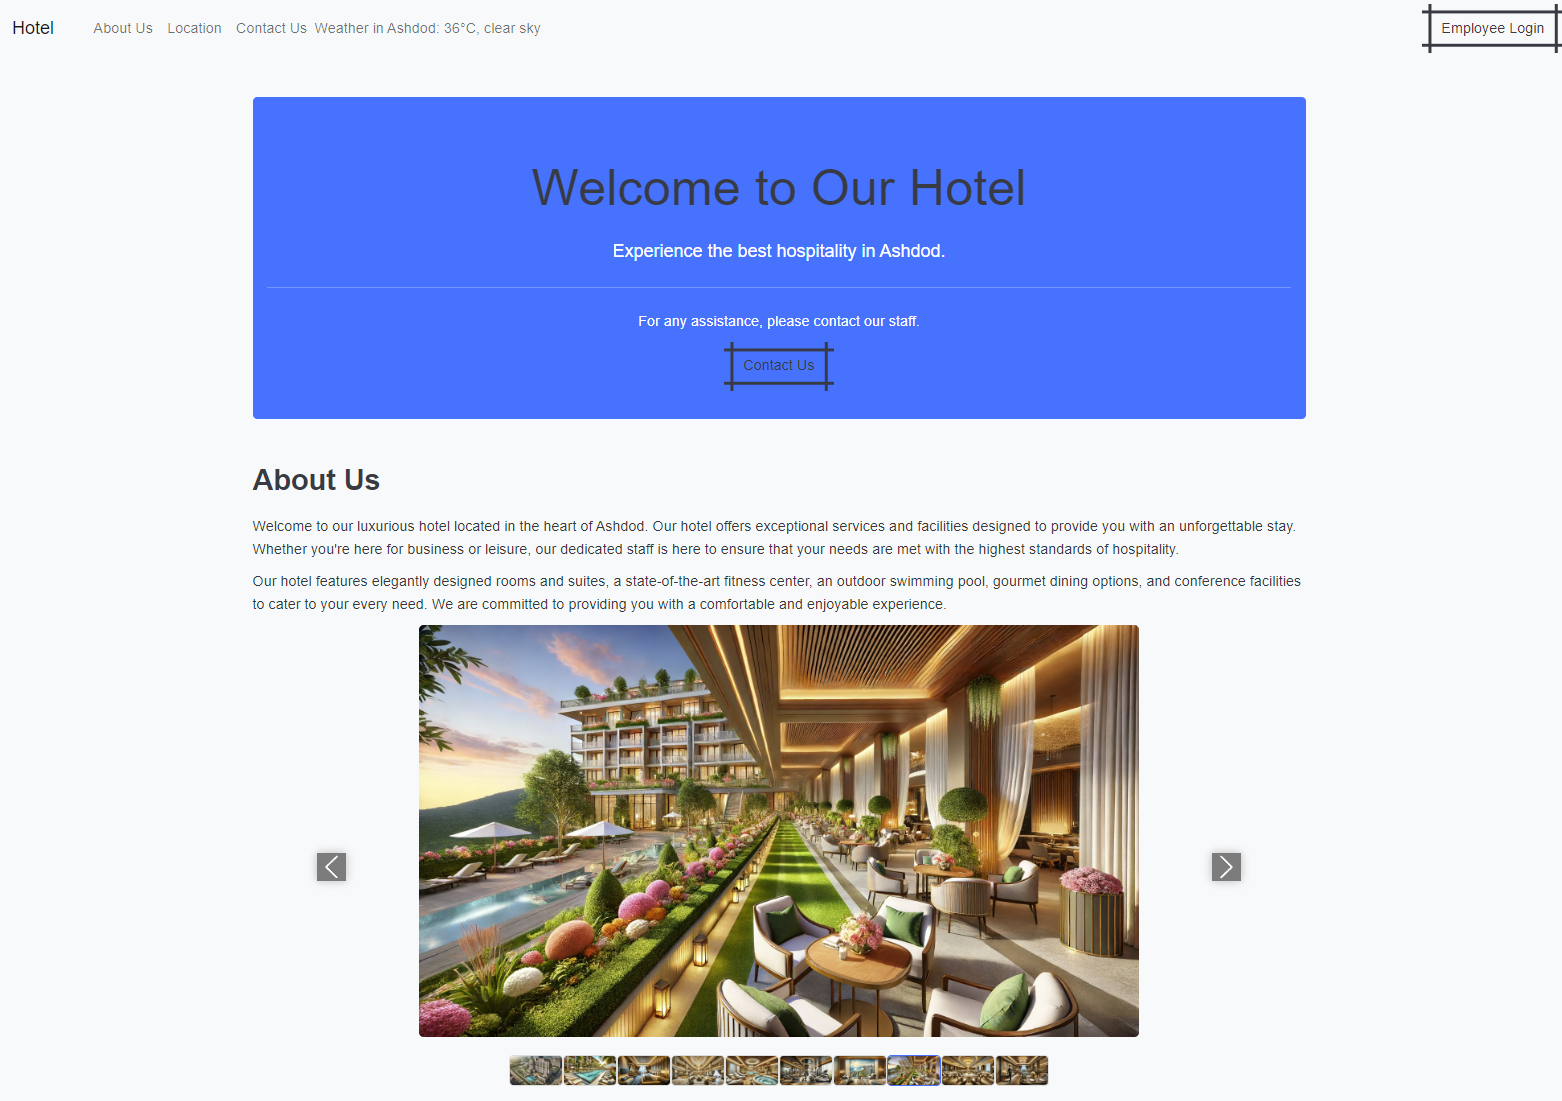 Hotel About Us Location Contact Us Weather in Ashdod: 36°C, clear sky Employee Login
Welcome to Our Hotel
Experience the best hospitality in Ashdod.
For any assistance, please contact our staff.
Contact Us
About Us
Welcome to our luxurious hotel located in the heart of Ashdod. Our hotel offers exceptional services and facilities designed to provide you with an unforgettable stay.
Whether you're here for business or leisure, our dedicated staff is here to ensure that your needs are met with the highest standards of hospitality.
Our hotel features elegantly designed rooms and suites, a state-of-the-art fitness center, an outdoor swimming pool, gourmet dining options, and conference facilities
to cater to your every need. We are committed to providing you with a comfortable and enjoyable experience.